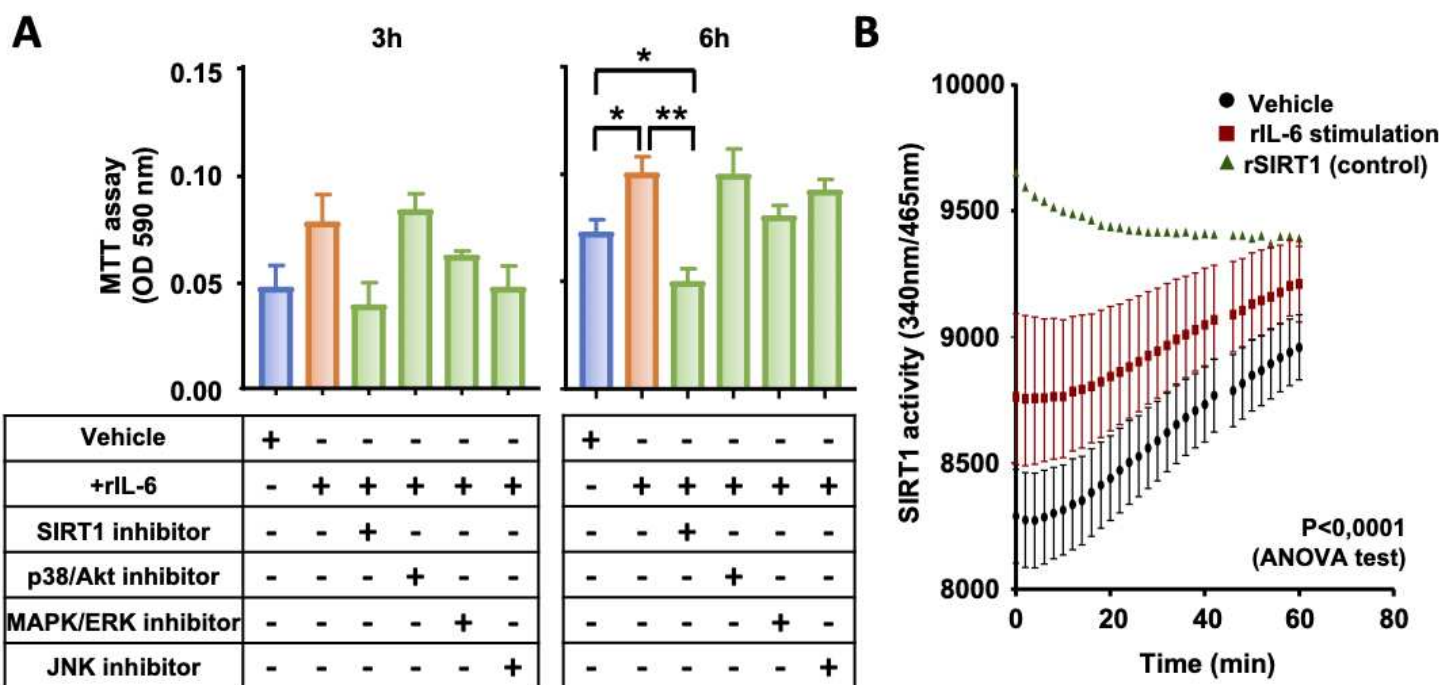 A
3h
6h
B
MTT assay
(OD 590 nm)
0.15
0.10
0.05
0.00
*
* **
Vehicle + - - - - - + - - - - -
+rIL-6 - + + + + + - + + + + +
SIRT1 inhibitor - - + - - - - - + - - -
p38/Akt inhibitor - - - + - - - - - + - -
MAPK/ERK inhibitor - - - - + - - - - - + -
JNK inhibitor - - - - - + - - - - - +
SIRT1 activity (340nm/465nm)
10000
9500
9000
8500
8000
Vehicle
rIL-6 stimulation
rSIRT1 (control)
P<0,0001
(ANOVA test)
0 20 40 60 80
Time (min)